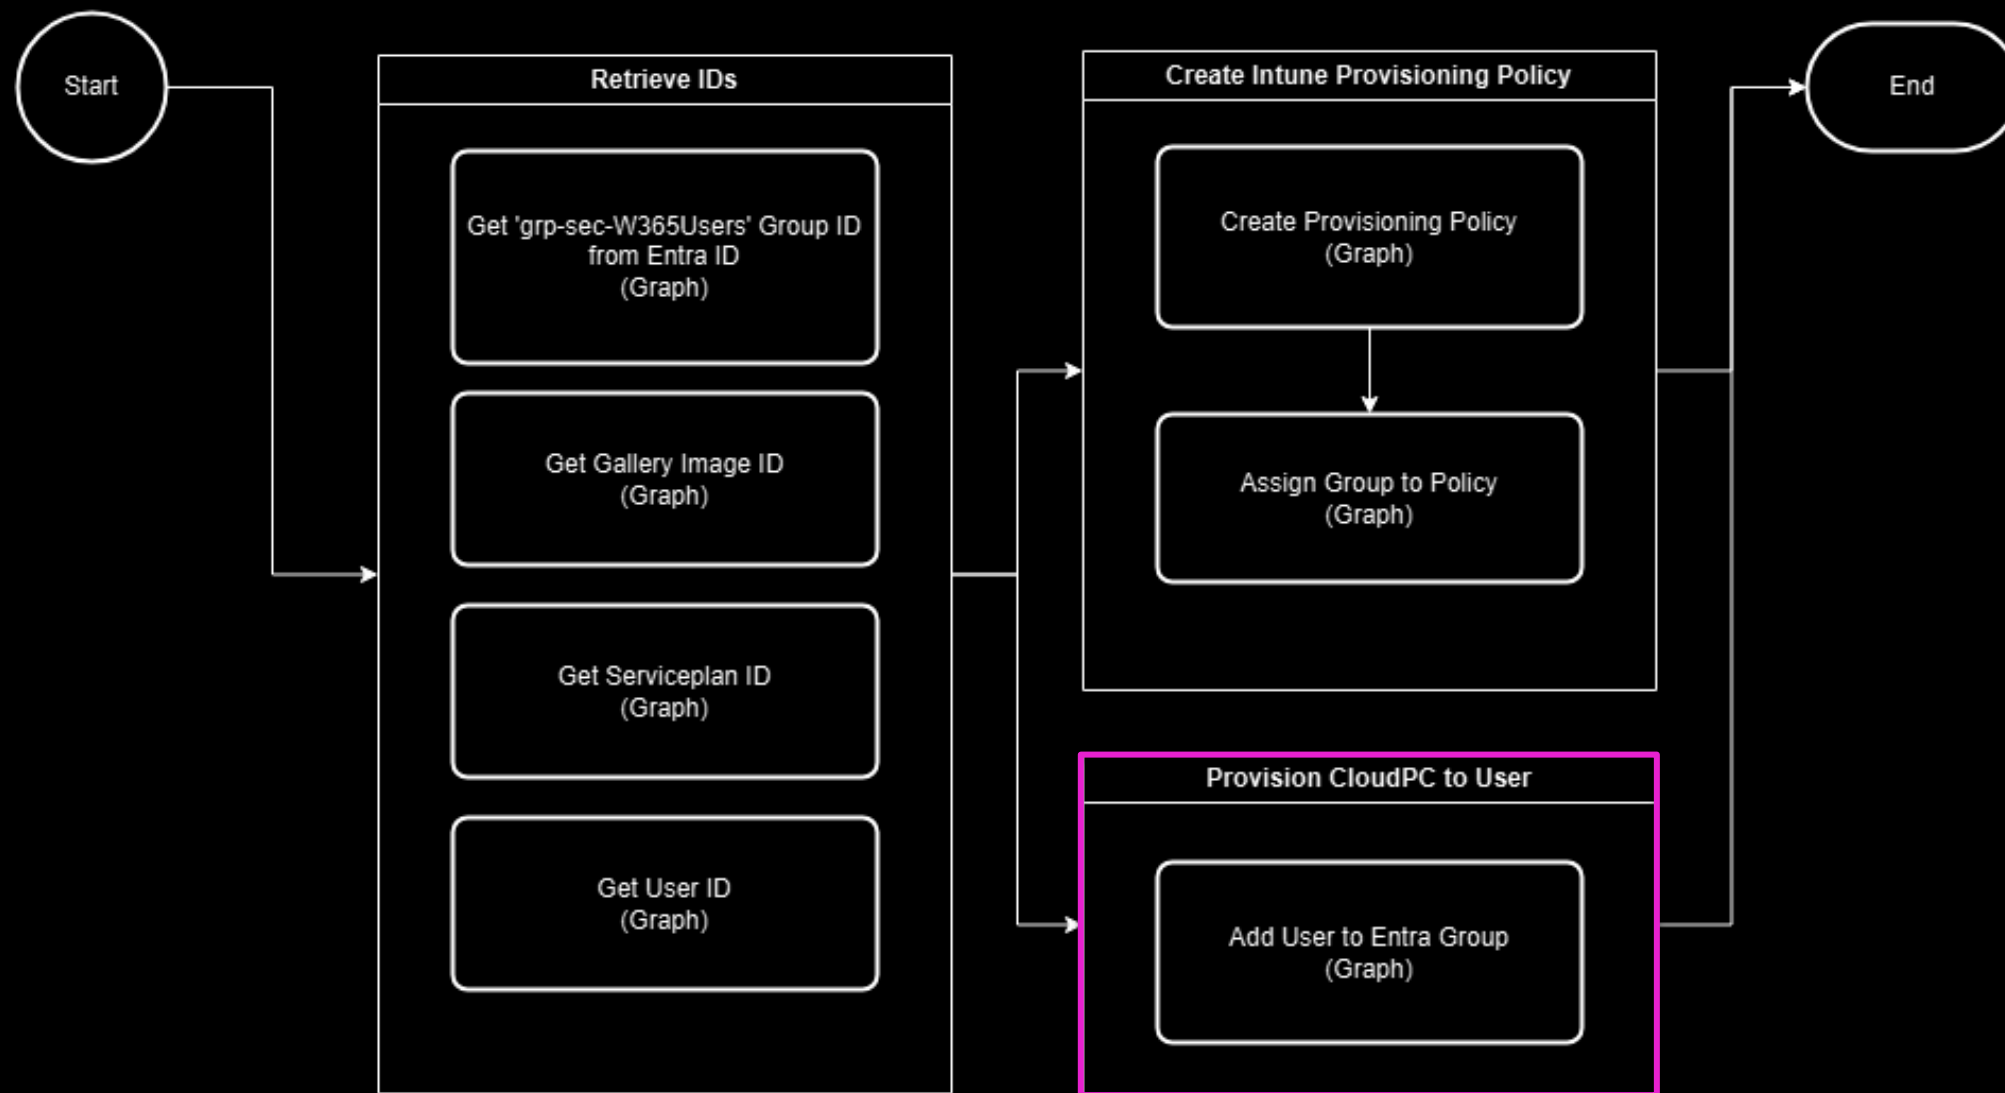 Start
Retrieve IDs
Get 'grp-sec-W365Users' Group ID
from Entra ID
(Graph)
Get Gallery Image ID
(Graph)
Get Serviceplan ID
(Graph)
Get User ID
(Graph)
Create Intune Provisioning Policy
Create Provisioning Policy
(Graph)
Assign Group to Policy
(Graph)
Provision CloudPC to User
Add User to Entra Group
(Graph)
End